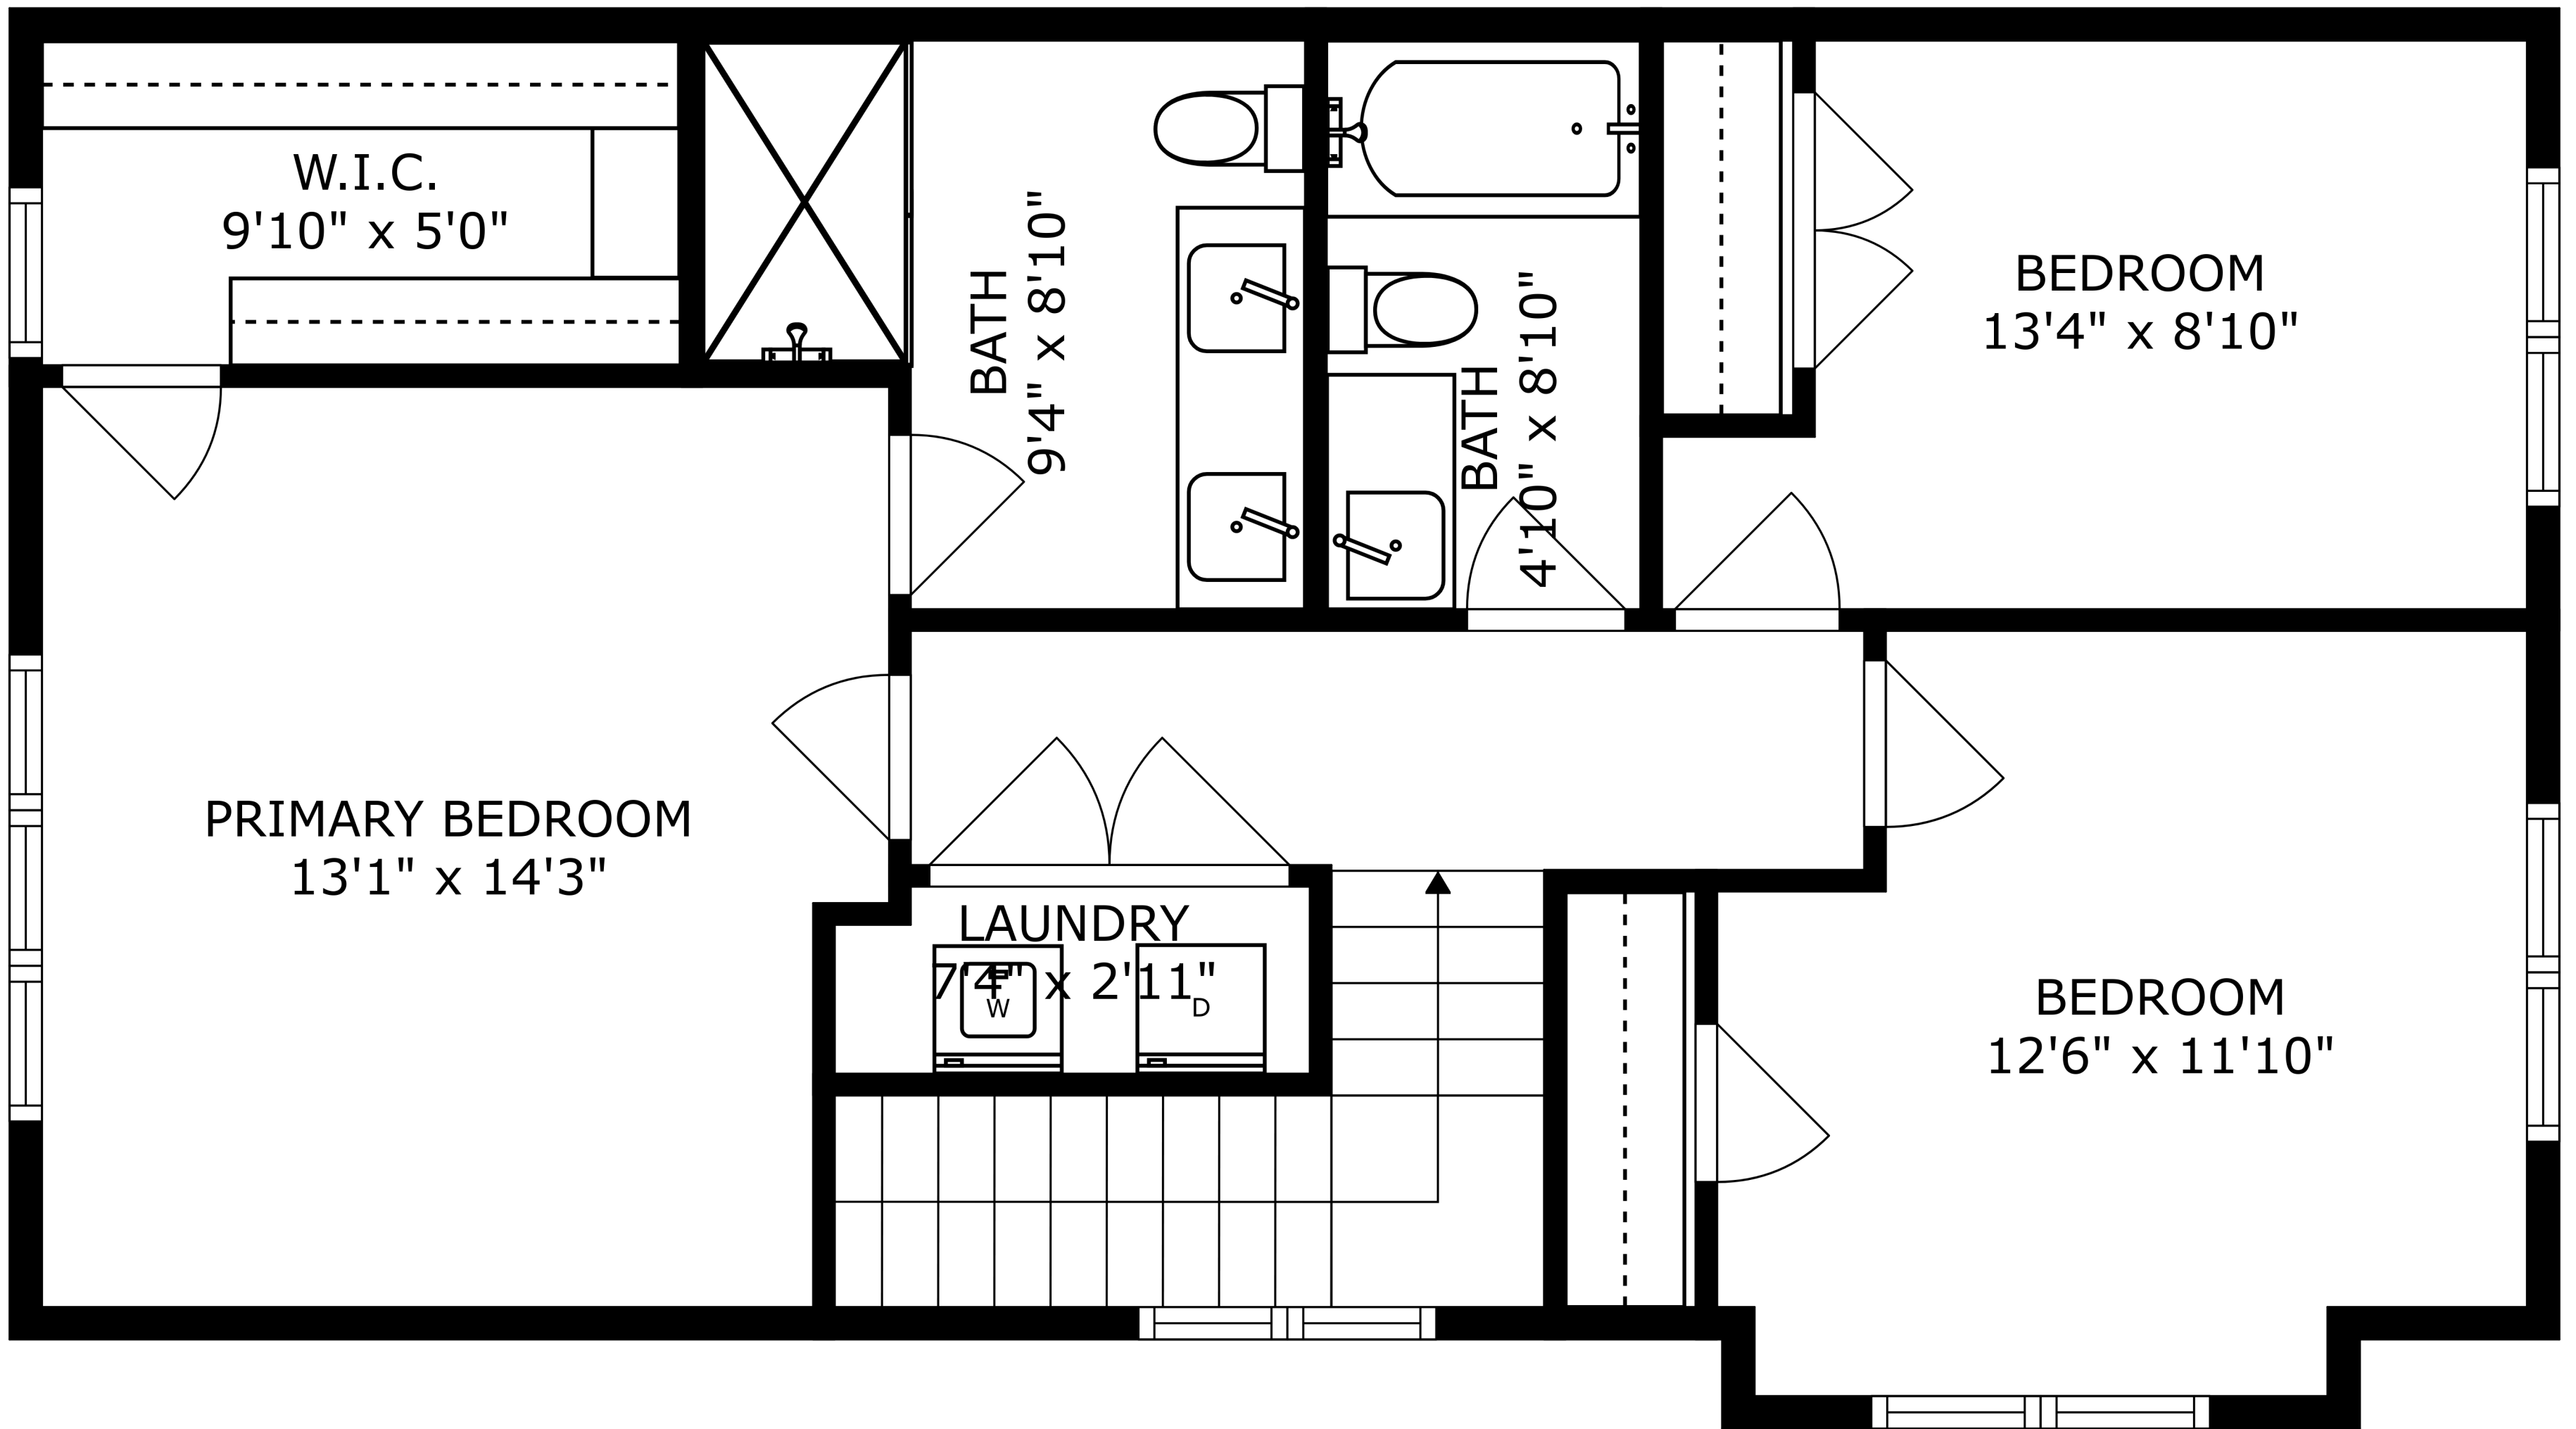 W.I.C.
9'10" x 5'0"
BATH
9'4" x 8'10"
BATH
4'10" x 8'10"
BEDROOM
13'4" x 8'10"
PRIMARY BEDROOM
13'1" x 14'3"
LAUNDRY
7'4" x 2'11"
W
D
BEDROOM
12'6" x 11'10"